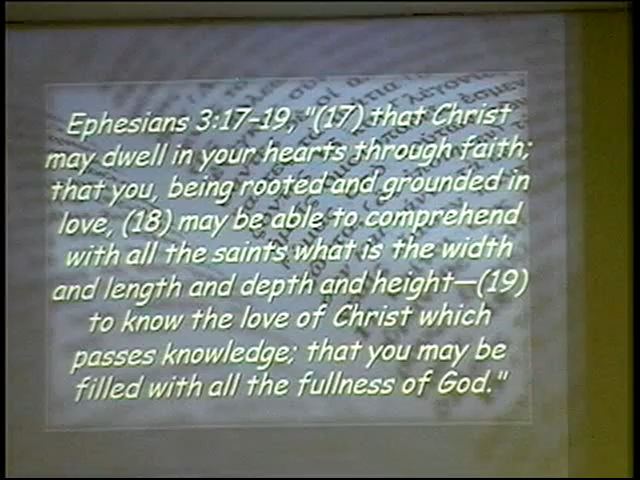 Ephesians 3:17-19, "(17) that Christ
may dwell in your hearts through faith;
that you, being rooted and grounded in
love, (18) may be able to comprehend
with all the saints what is the width
and length and depth and height—(19)
to know the love of Christ which
passes knowledge; that you may be
filled with all the fullness of God."